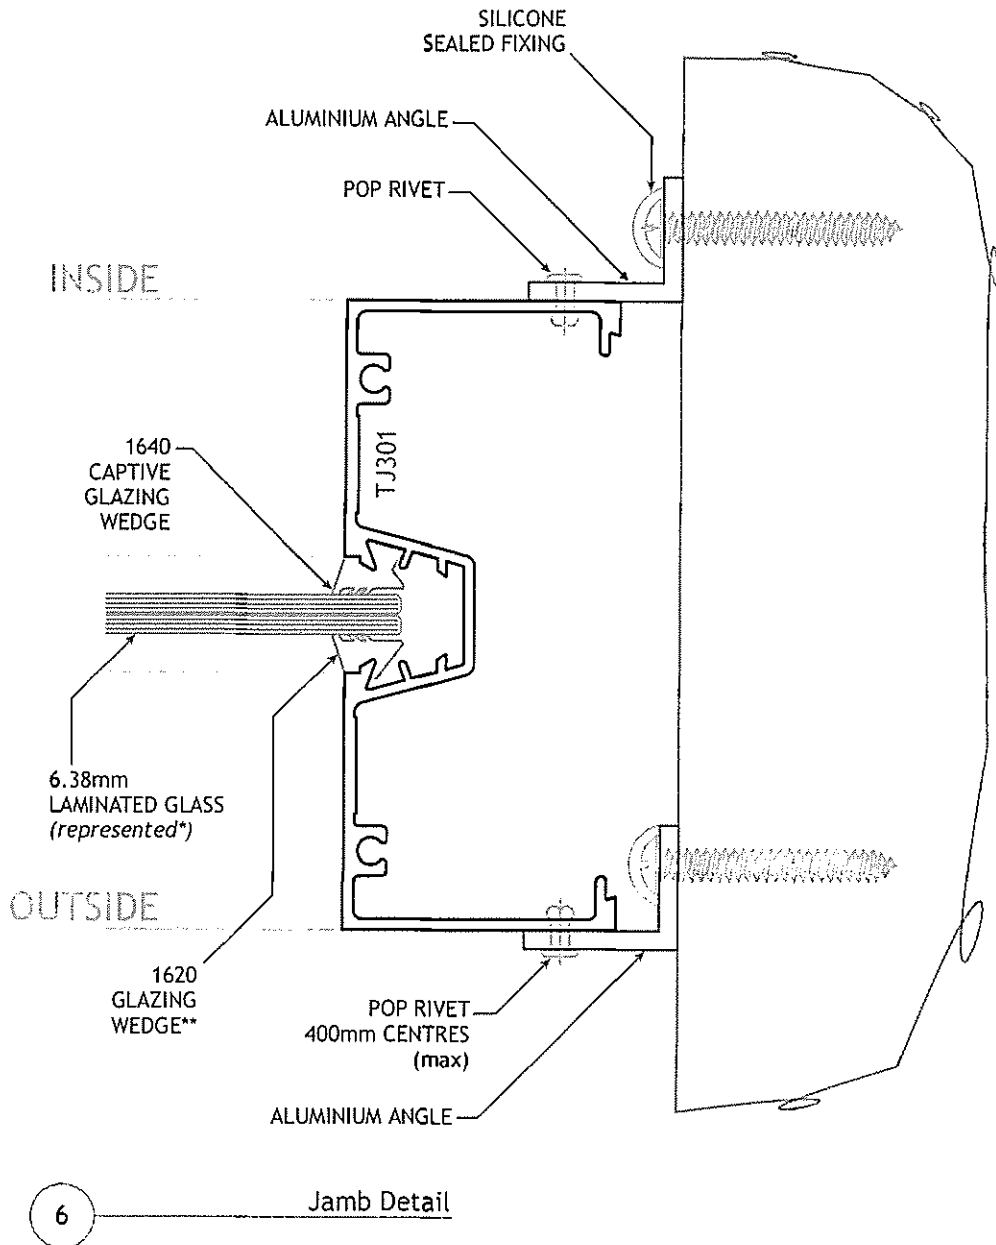 SILICONE
SEALED FIXING
ALUMINIUM ANGLE
POP RIVET
INSIDE
1640
CAPTIVE
GLAZING
WEDGE
TJ301
6.38mm
LAMINATED GLASS
(represented*)
OUTSIDE
1620
GLAZING
WEDGE**
POP RIVET
400mm CENTRES
(max)
ALUMINIUM ANGLE
6
Jamb Detail